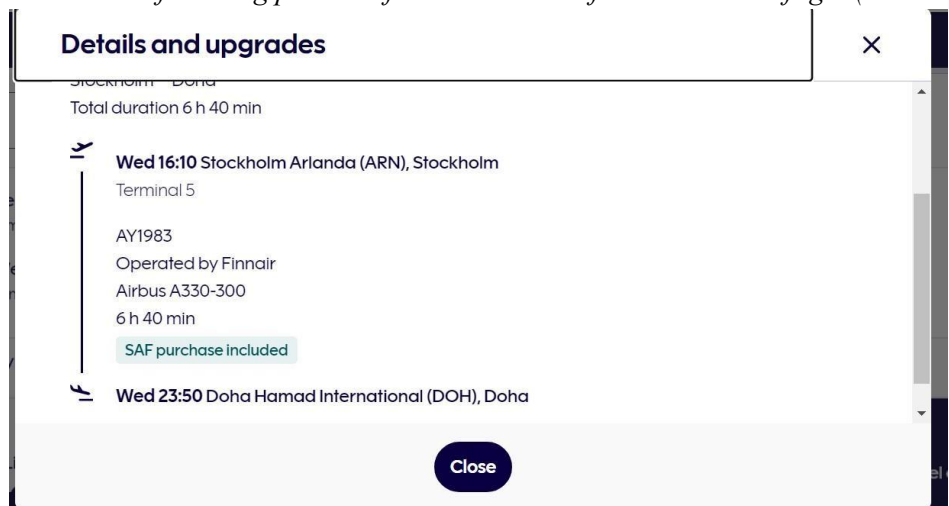 Details and upgrades
Stockholm – Doha
Total duration 6 h 40 min
Wed 16:10 Stockholm Arlanda (ARN), Stockholm
Terminal 5
AY1983
Operated by Finnair
Airbus A330-300
6 h 40 min
SAF purchase included
Wed 23:50 Doha Hamad International (DOH), Doha
Close